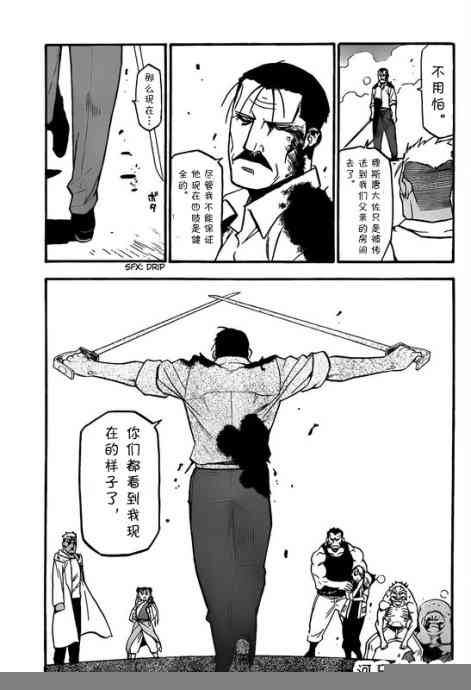 不用怕。
穆斯唐大佐只是被传
送到我们父亲的房间
去了。
尽管我不能保证
他现在四肢是健
全的。
那么现在…
SFX: DRIP
你们都看到我现
在的样子了，